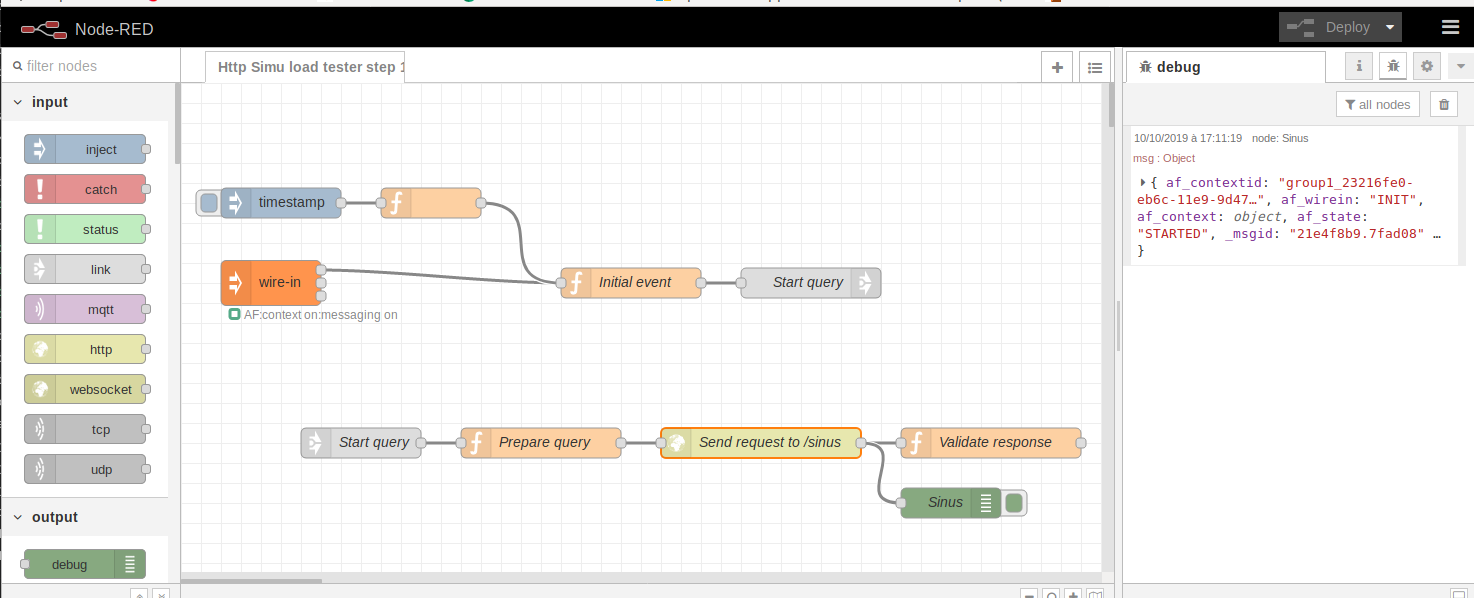 Node-RED
Deploy
filter nodes
Http Simu load tester step 1
debug
input
all nodes
inject
catch
status
link
mqtt
http
websocket
tcp
udp
output
debug
timestamp
wire-in
AF:context on:messaging on
Initial event
Start query
Start query
Prepare query
Send request to /sinus
Validate response
Sinus
10/10/2019 à 17:11:19 node: Sinus
msg : Object
{ af_contextid: "group1_23216fe0-
eb6c-11e9-9d47…", af_wirein: "INIT",
af_context: object, af_state:
"STARTED", _msgid: "21e4f8b9.7fad08" …
}